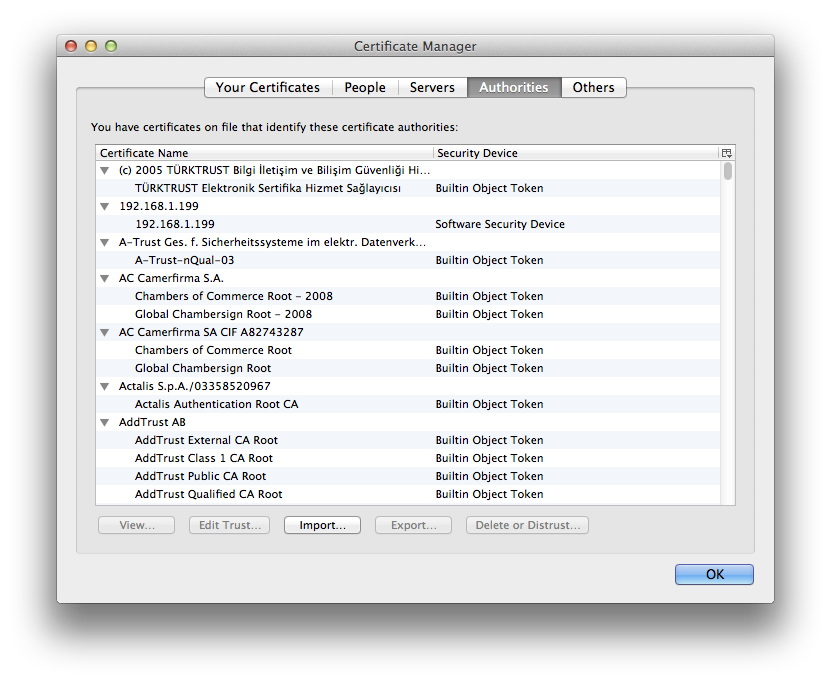 Certificate Manager
Your Certificates People Servers Authorities Others
You have certificates on file that identify these certificate authorities:
Certificate Name Security Device
(c) 2005 TÜRKTRUST Bilgi İletişim ve Bilişim Güvenliği Hi...
TÜRKTRUST Elektronik Sertifika Hizmet Sağlayıcısı Builtin Object Token
192.168.1.199
192.168.1.199 Software Security Device
A-Trust Ges. f. Sicherheitssysteme im elektr. Datenverk...
A-Trust-nQual-03 Builtin Object Token
AC Camerfirma S.A.
Chambers of Commerce Root - 2008 Builtin Object Token
Global Chambersign Root - 2008 Builtin Object Token
AC Camerfirma SA CIF A82743287
Chambers of Commerce Root Builtin Object Token
Global Chambersign Root Builtin Object Token
Actalis S.p.A./03358520967
Actalis Authentication Root CA Builtin Object Token
AddTrust AB
AddTrust External CA Root Builtin Object Token
AddTrust Class 1 CA Root Builtin Object Token
AddTrust Public CA Root Builtin Object Token
AddTrust Qualified CA Root Builtin Object Token
View... Edit Trust... Import... Export... Delete or Distrust...
OK